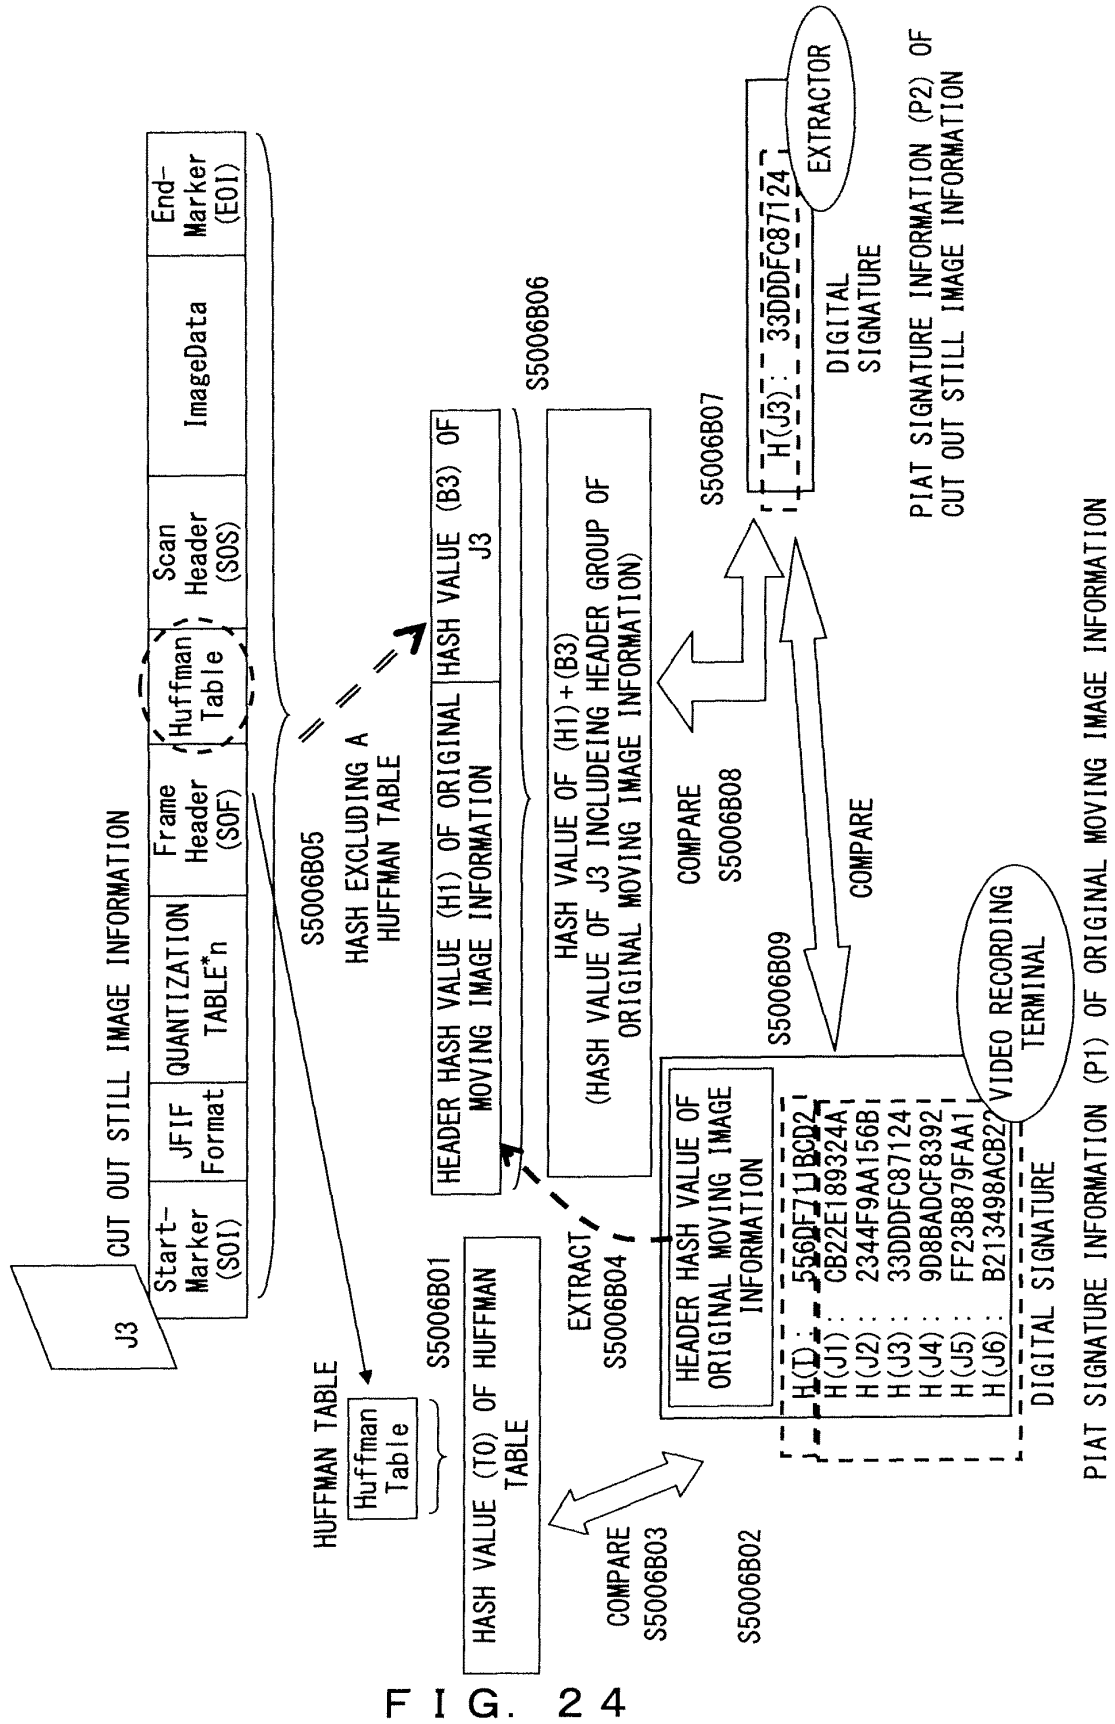 J3
CUT OUT STILL IMAGE INFORMATION
Start-
Marker
(SOI)
JFIF
Format
QUANTIZATION
TABLE*n
Frame
Header
(SOF)
Huffman
Table
Scan
Header
(SOS)
ImageData
End-
Marker
(EOI)
HUFFMAN TABLE
Huffman
Table
S5006B01
HASH VALUE (T0) OF HUFFMAN
TABLE
COMPARE
S5006B03
S5006B02
S5006B05
HASH EXCLUDING A
HUFFMAN TABLE
HEADER HASH VALUE (H1) OF ORIGINAL
MOVING IMAGE INFORMATION
HASH VALUE (B3) OF
J3
S5006B06
HASH VALUE OF (H1)+(B3)
(HASH VALUE OF J3 INCLUDEING HEADER GROUP OF
ORIGINAL MOVING IMAGE INFORMATION)
EXTRACT
S5006B04
HEADER HASH VALUE OF
ORIGINAL MOVING IMAGE
INFORMATION
H(T): 556DF711BCD2
H(J1): CB22E189324A
H(J2): 2344F9AA156B
H(J3): 33DDDFC87124
H(J4): 9D8BADCF8392
H(J5): FF23B879FAA1
H(J6): B213498ACB22
DIGITAL SIGNATURE
VIDEO RECORDING
TERMINAL
PIAT SIGNATURE INFORMATION (P1) OF ORIGINAL MOVING IMAGE INFORMATION
COMPARE
S5006B08
S5006B09
COMPARE
S5006B07
H(J3): 33DDDFC87124
EXTRACTOR
DIGITAL
SIGNATURE
PIAT SIGNATURE INFORMATION (P2) OF
CUT OUT STILL IMAGE INFORMATION
FIG. 24